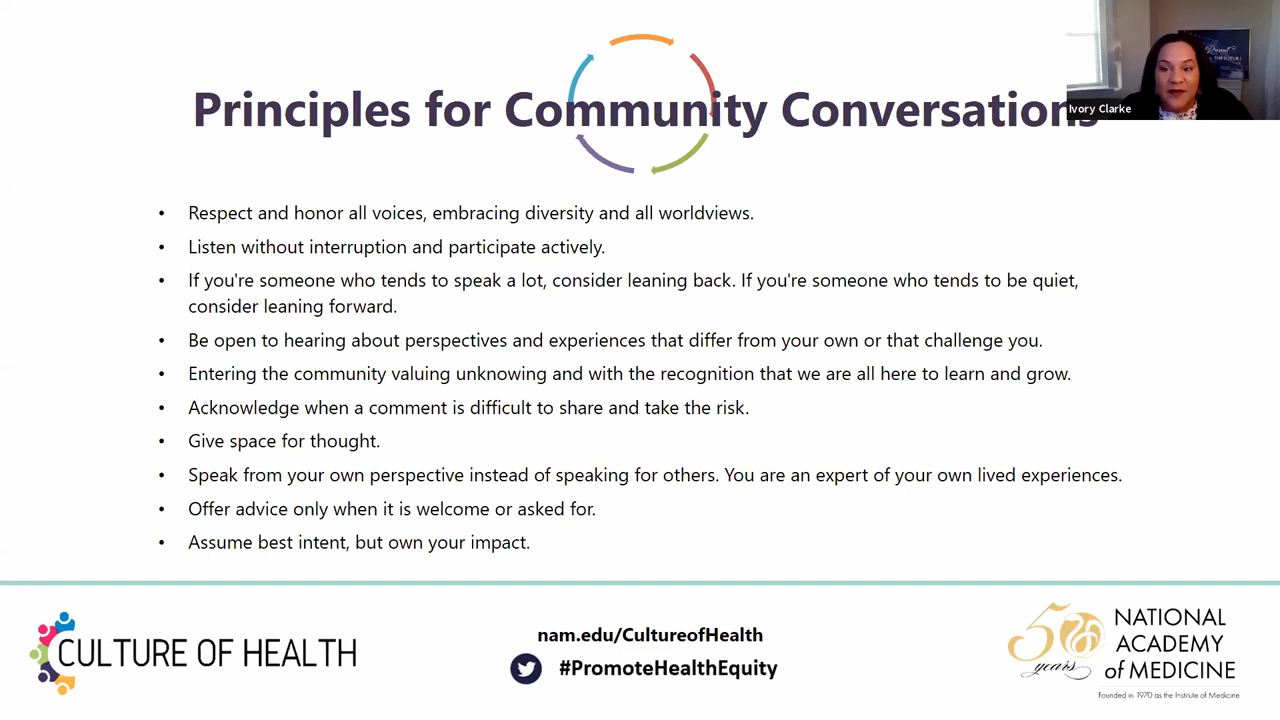 Principles for Community Conversations
Ivory Clarke
• Respect and honor all voices, embracing diversity and all worldviews.
• Listen without interruption and participate actively.
• If you're someone who tends to speak a lot, consider leaning back. If you're someone who tends to be quiet,
consider leaning forward.
• Be open to hearing about perspectives and experiences that differ from your own or that challenge you.
• Entering the community valuing unknowing and with the recognition that we are all here to learn and grow.
• Acknowledge when a comment is difficult to share and take the risk.
• Give space for thought.
• Speak from your own perspective instead of speaking for others. You are an expert of your own lived experiences.
• Offer advice only when it is welcome or asked for.
• Assume best intent, but own your impact.
CULTURE OF HEALTH
nam.edu/CultureofHealth
#PromoteHealthEquity
50
years
NATIONAL
ACADEMY
of MEDICINE
Founded in 1970 as the Institute of Medicine